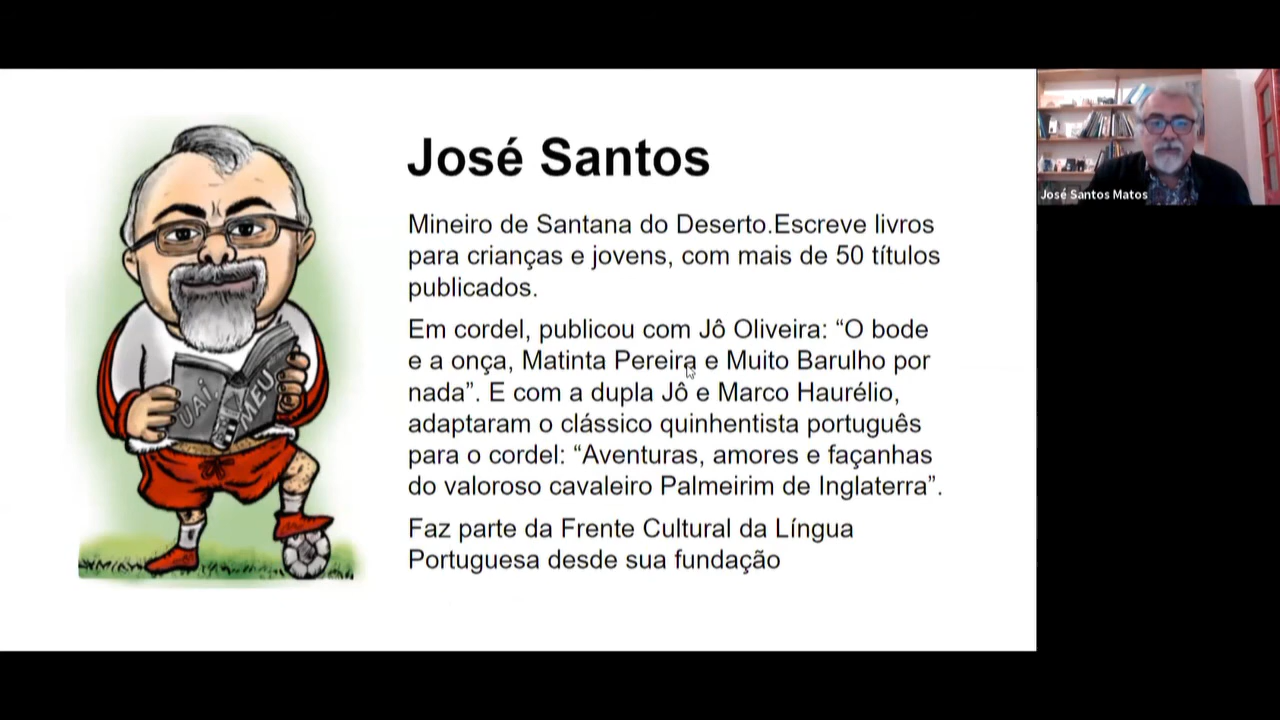 José Santos
Mineiro de Santana do Deserto.Escreve livros
para crianças e jovens, com mais de 50 títulos
publicados.
Em cordel, publicou com Jô Oliveira: “O bode
e a onça, Matinta Pereira e Muito Barulho por
nada”. E com a dupla Jô e Marco Haurélio,
adaptaram o clássico quinhentista português
para o cordel: “Aventuras, amores e façanhas
do valoroso cavaleiro Palmeirim de Inglaterra”.
Faz parte da Frente Cultural da Língua
Portuguesa desde sua fundação
UAI,
MEU
José Santos Matos